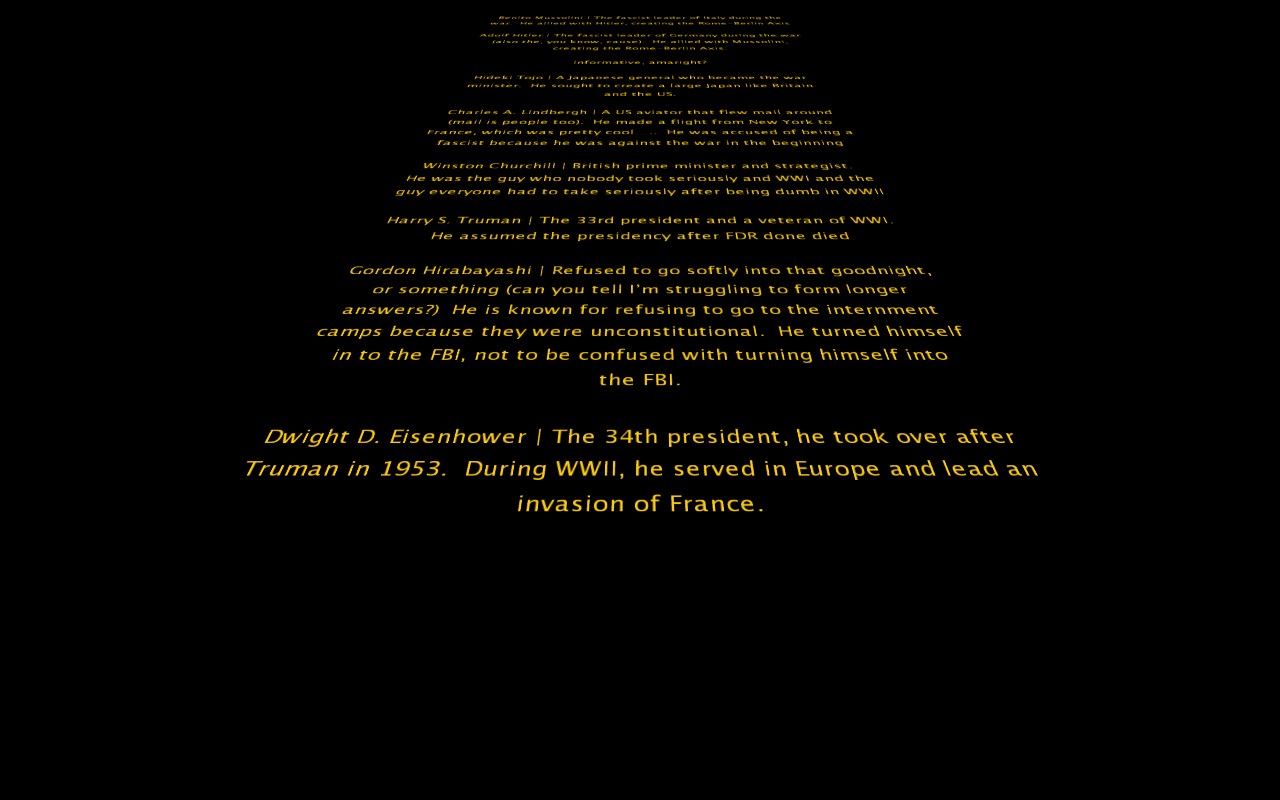 Benito Mussolini | The fascist leader of Italy during the
war. He allied with Hitler, creating the Rome-Berlin Axis.
Adolf Hitler | The fascist leader of Germany during the war
(also the, you know, cause). He allied with Mussolini,
creating the Rome-Berlin Axis.
informative, amaright?
Hideki Tojo | A Japanese general who became the war
minister. He sought to create a large Japan like Britain
and the US.
Charles A. Lindbergh | A US aviator that flew mail around
(mail is people too). He made a flight from New York to
France, which was pretty cool ... He was accused of being a
fascist because he was against the war in the beginning
Winston Churchill | British prime minister and strategist.
He was the guy who nobody took seriously and WWI and the
guy everyone had to take seriously after being dumb in WWII
Harry S. Truman | The 33rd president and a veteran of WWI.
He assumed the presidency after FDR done died
Gordon Hirabayashi | Refused to go softly into that goodnight,
or something (can you tell I'm struggling to form longer
answers?) He is known for refusing to go to the internment
camps because they were unconstitutional. He turned himself
in to the FBI, not to be confused with turning himself into
the FBI.
Dwight D. Eisenhower | The 34th president, he took over after
Truman in 1953. During WWII, he served in Europe and lead an
invasion of France.